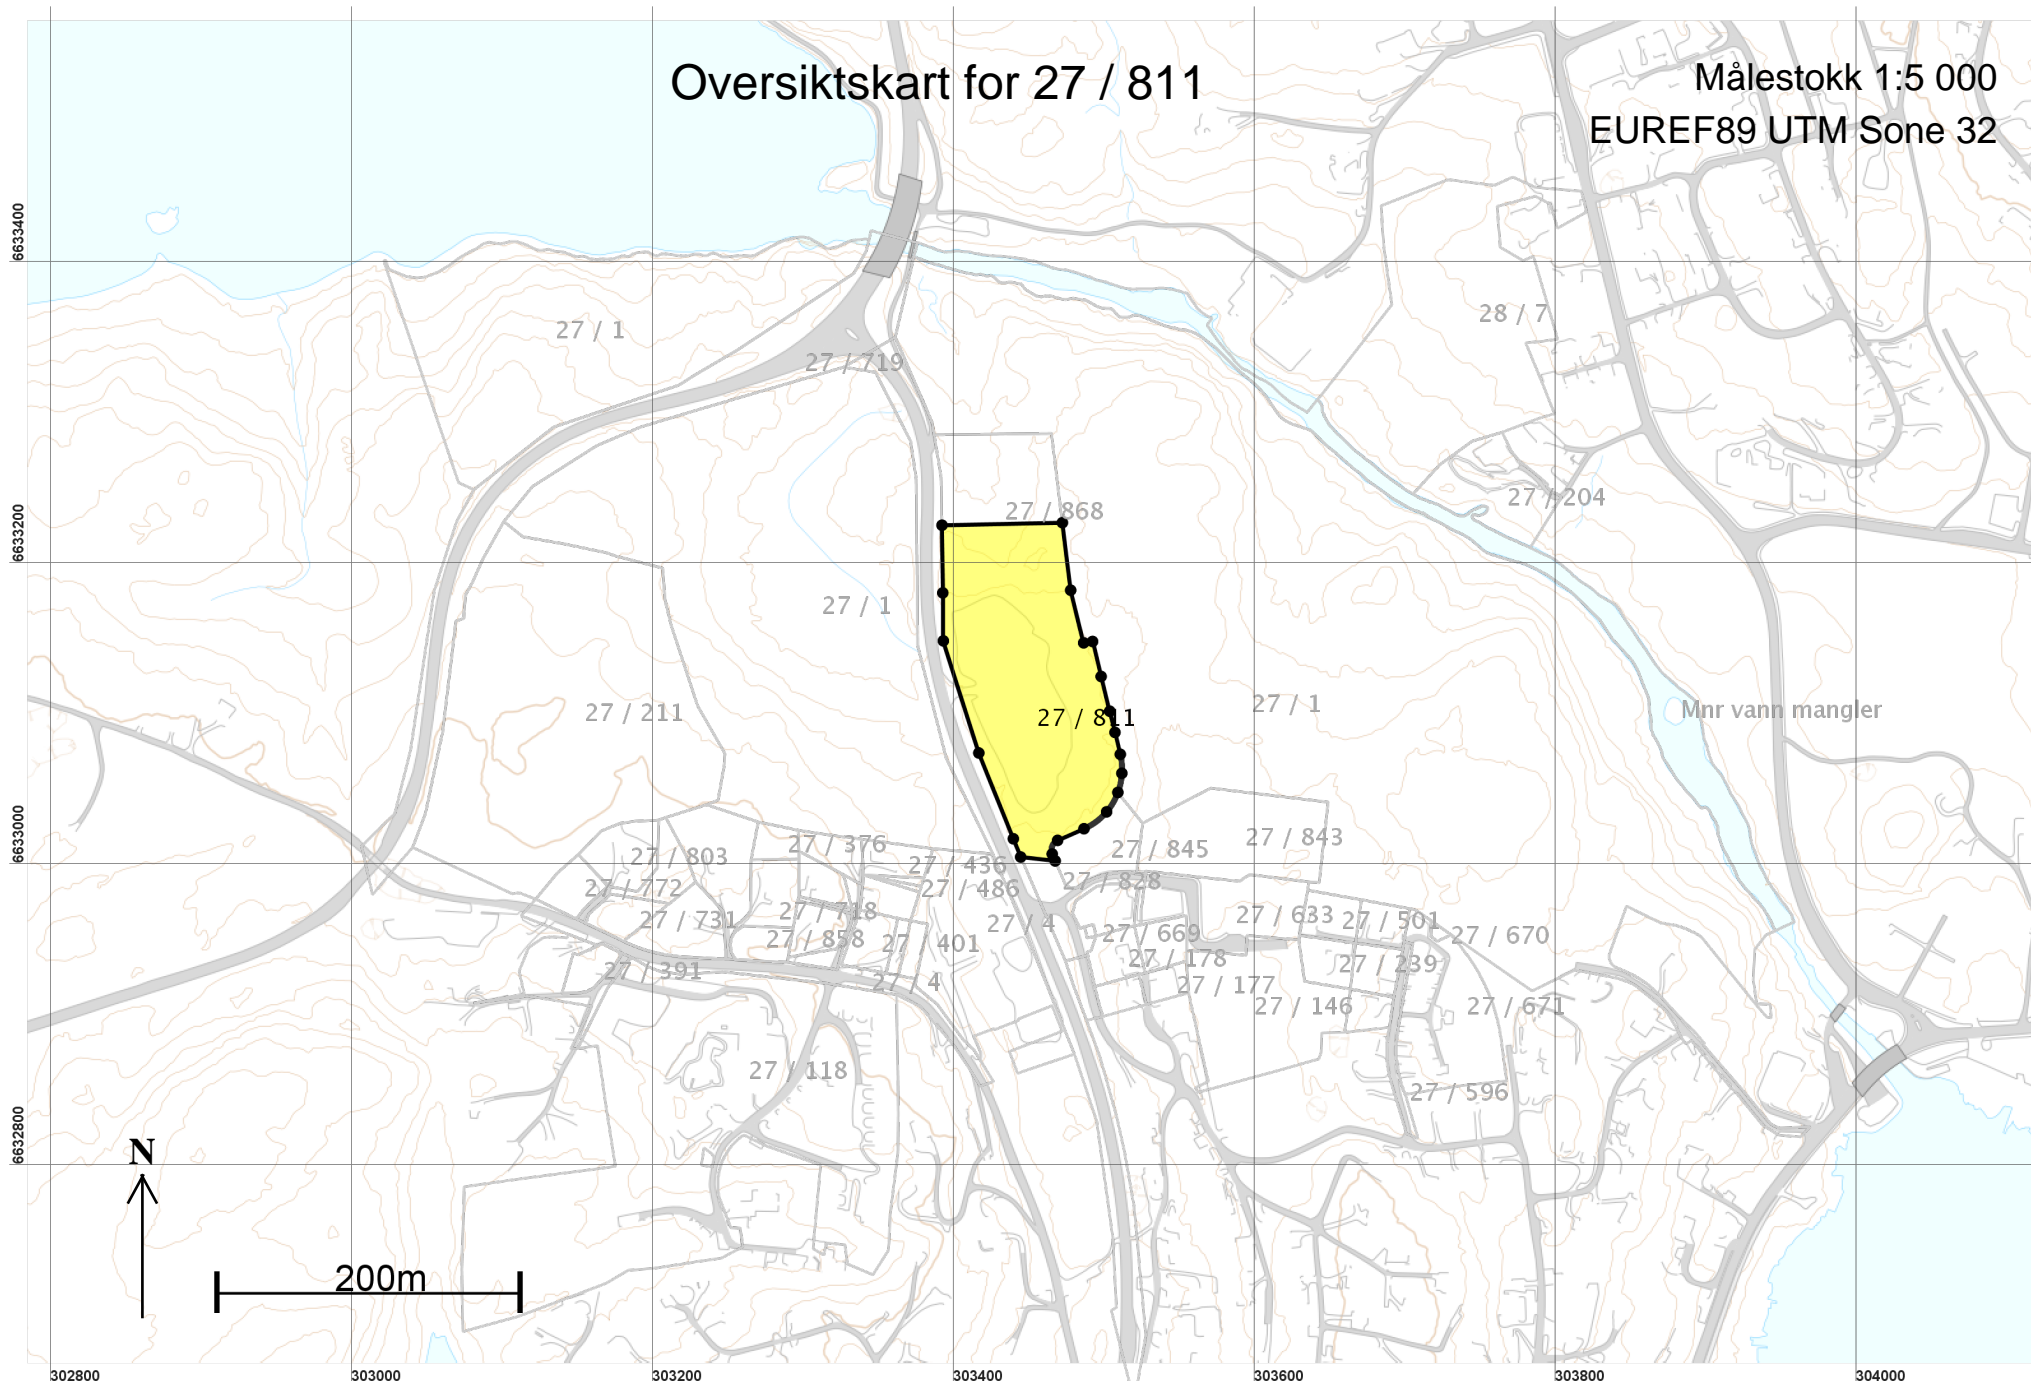 Oversiktskart for 27 / 811
Målestokk 1:5 000
EUREF89 UTM Sone 32
6633400
27 / 1
28 / 7
27 / 719
27 / 204
27 / 868
6633200
27 / 1
27 / 1
27 / 211
27 / 811
Mnr vann mangler
6633000
27 / 376
27 / 843
27 / 845
27 / 803
27 / 436
27 / 828
27 / 772
27 / 486
27 / 718
27 / 633
27 / 501
27 / 731
27 / 4
27 / 669
27 / 670
27 / 858
27 / 401
27 / 178
27 / 239
27 / 391
27 / 4
27 / 177
27 / 146
27 / 671
27 / 118
27 / 596
6632800
N
200m
302800
303000
303200
303400
303600
303800
304000